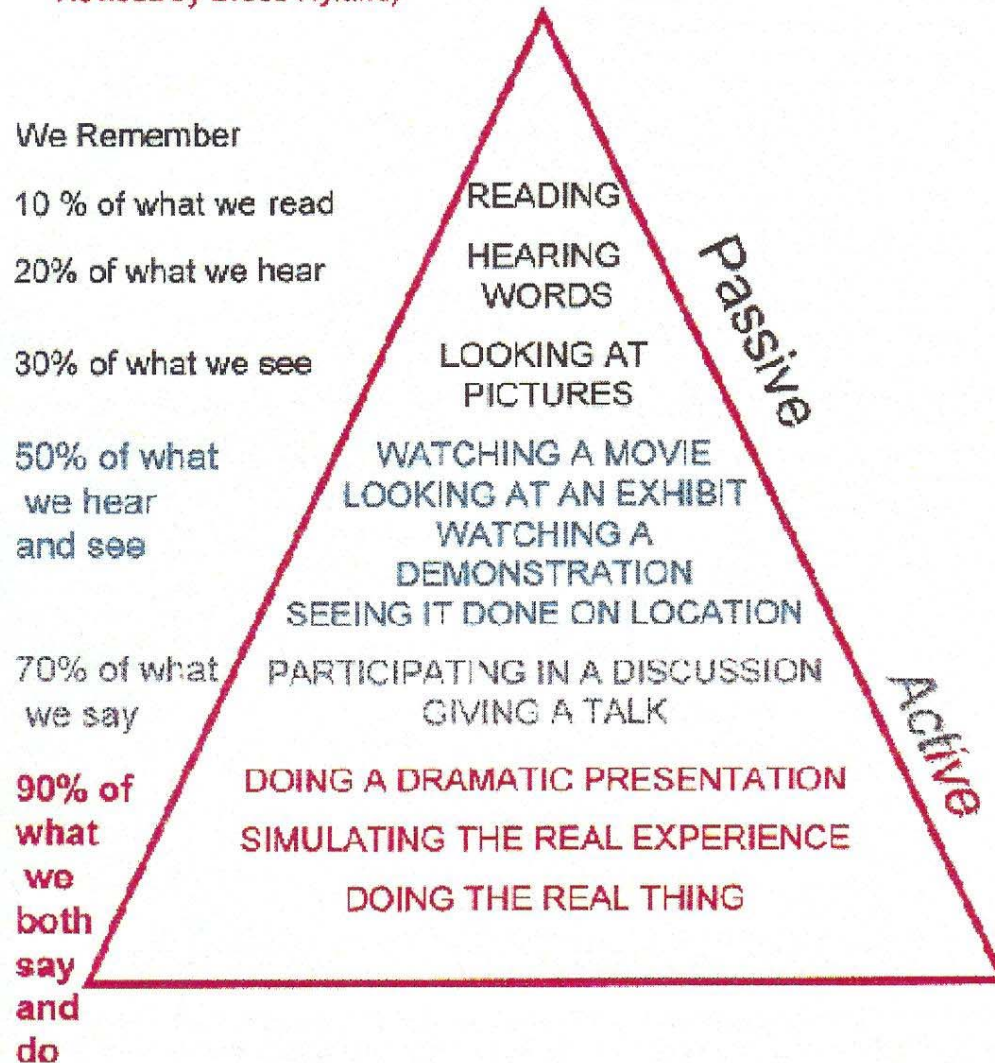 We Remember
10 % of what we read
READING
20% of what we hear
HEARING
WORDS
30% of what we see
LOOKING AT
PICTURES
Passive
50% of what
we hear
and see
WATCHING A MOVIE
LOOKING AT AN EXHIBIT
WATCHING A
DEMONSTRATION
SEEING IT DONE ON LOCATION
70% of what
we say
PARTICIPATING IN A DISCUSSION
GIVING A TALK
Active
90% of
what
we
both
say
and
do
DOING A DRAMATIC PRESENTATION
SIMULATING THE REAL EXPERIENCE
DOING THE REAL THING